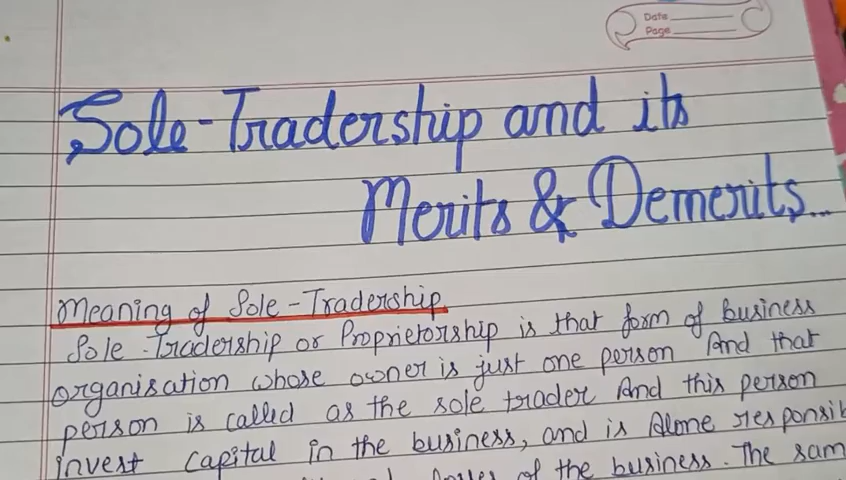 Date
Page
Sole-Tradership and its
Merits & Demerits...
Meaning of Sole-Tradership
Sole-Tradership or Proprietorship is that form of business
organisation whose owner is just one person And that
person is called as the sole trader And this person
invest capital in the business, and is Alone responsib
of the business. The sam